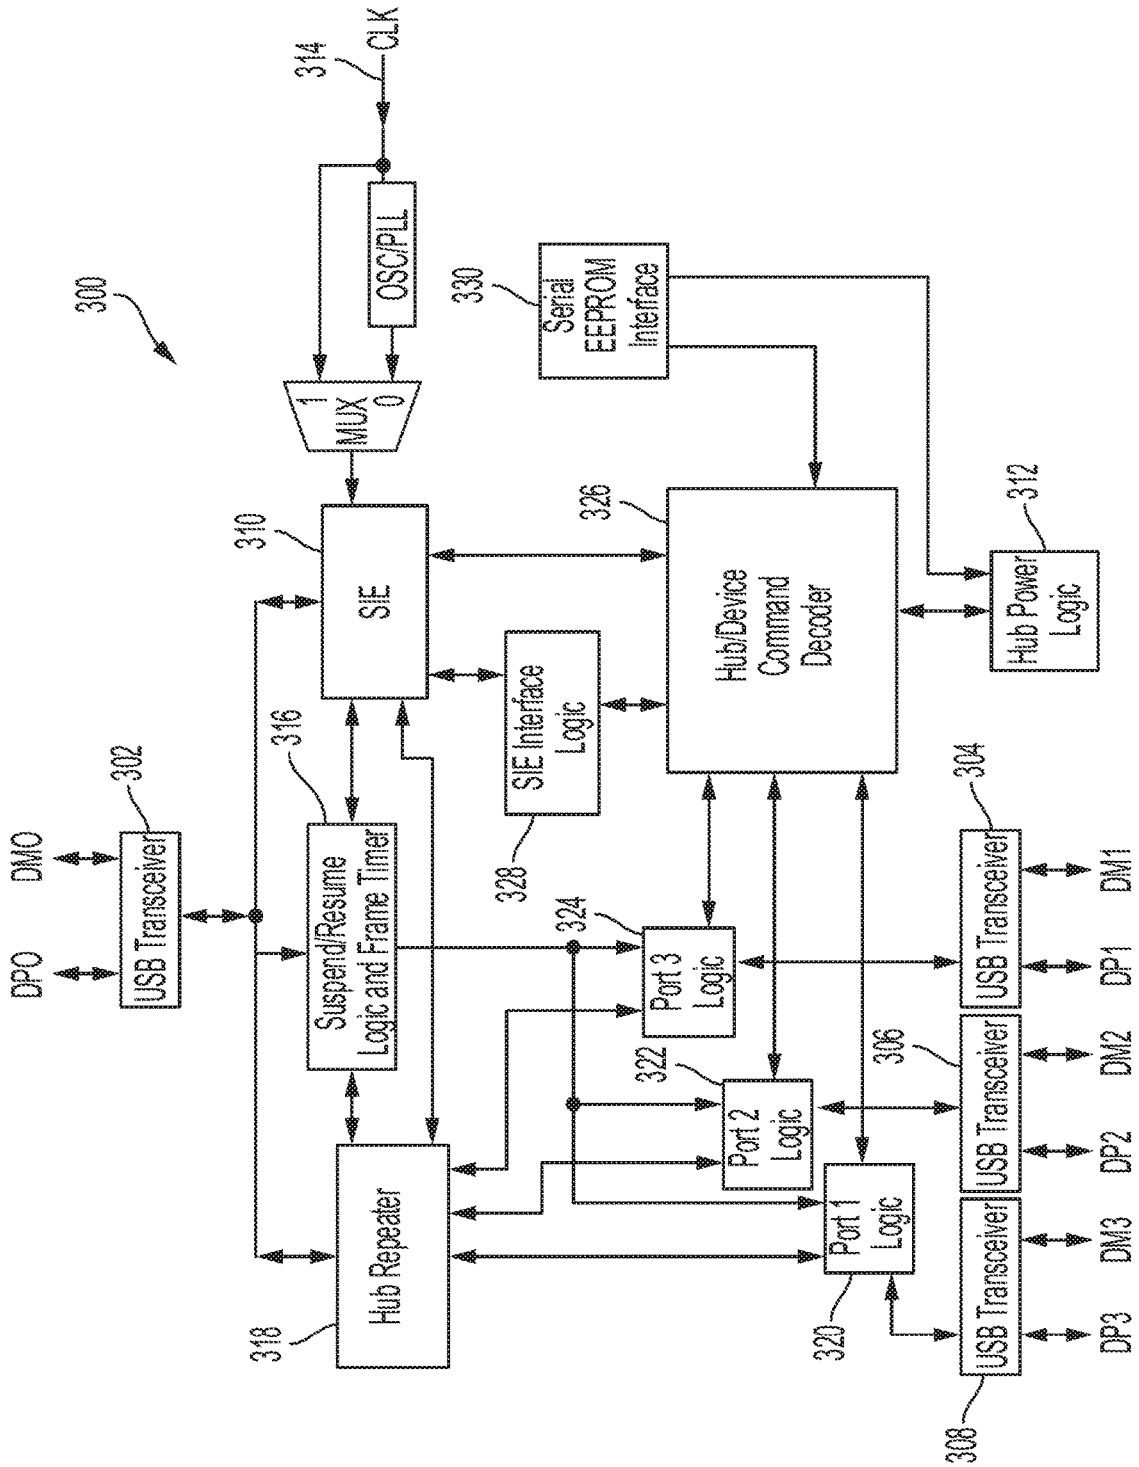 300
DPO
DMO
USB Transceiver
302
314
CLK
OSC/PLL
1
MUX
0
310
SIE
316
Suspend/Resume
Logic and Frame Timer
318
Hub Repeater
328
SIE Interface
Logic
330
Serial
EEPROM
Interface
326
Hub/Device
Command
Decoder
312
Hub Power
Logic
324
Port 3
Logic
322
Port 2
Logic
320
Port 1
Logic
308
USB Transceiver
306
USB Transceiver
304
USB Transceiver
DP3
DM3
DP2
DM2
DP1
DM1